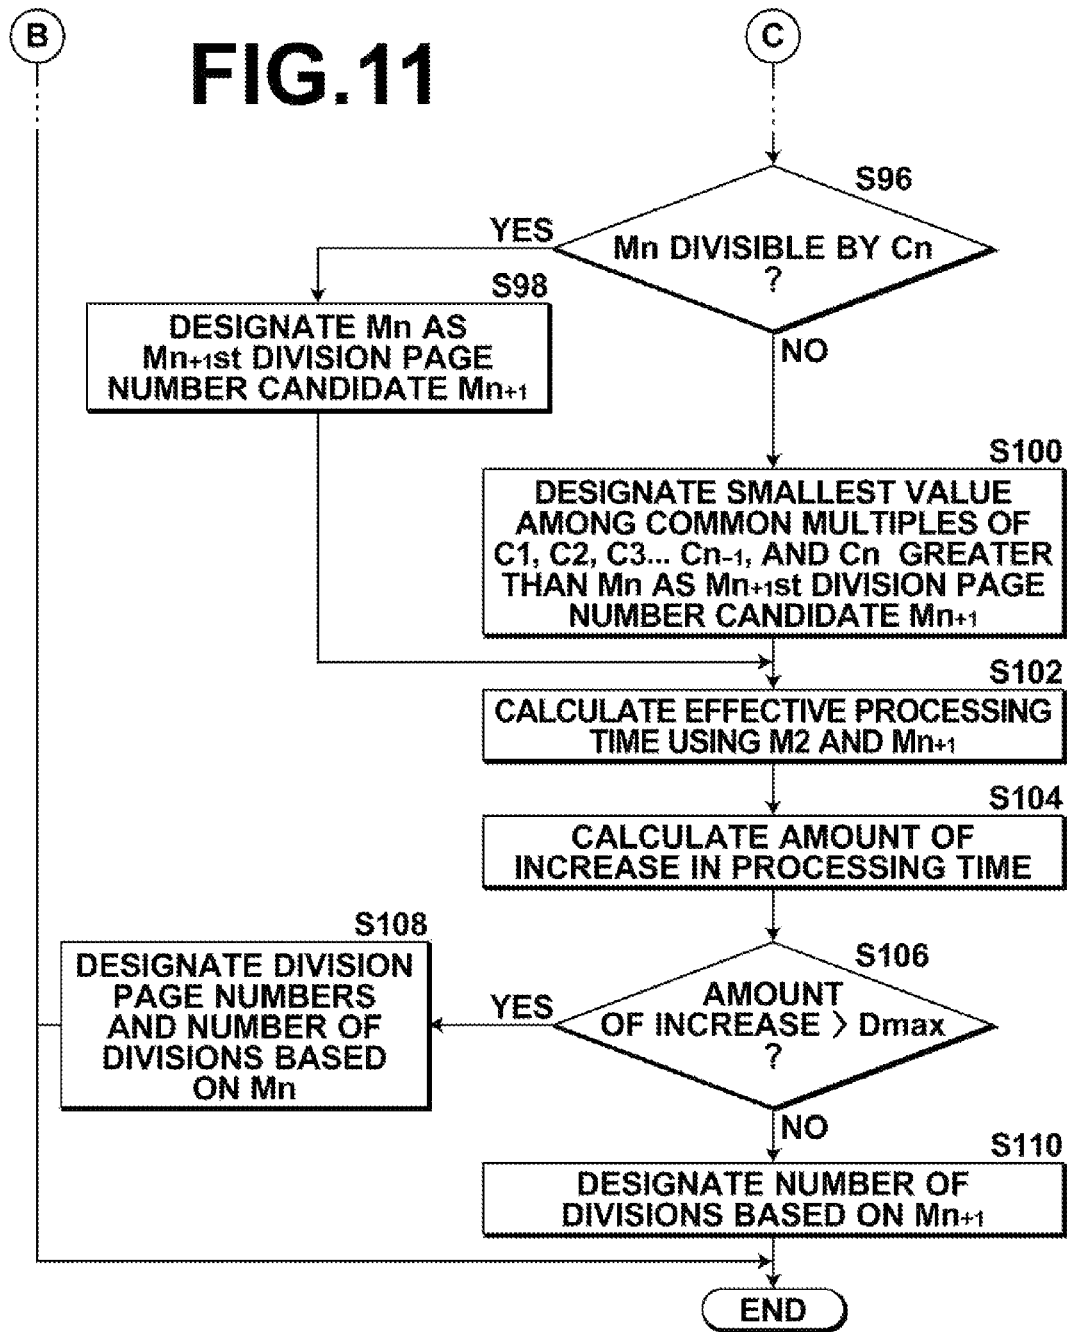 B
FIG.11
C
S96
YES
Mn DIVISIBLE BY Cn
?
S98
DESIGNATE Mn AS
Mn+1st DIVISION PAGE
NUMBER CANDIDATE Mn+1
NO
S100
DESIGNATE SMALLEST VALUE
AMONG COMMON MULTIPLES OF
C1, C2, C3... Cn-1, AND Cn GREATER
THAN Mn AS Mn+1st DIVISION PAGE
NUMBER CANDIDATE Mn+1
S102
CALCULATE EFFECTIVE PROCESSING
TIME USING M2 AND Mn+1
S104
CALCULATE AMOUNT OF
INCREASE IN PROCESSING TIME
S106
AMOUNT
OF INCREASE > Dmax
?
YES
S108
DESIGNATE DIVISION
PAGE NUMBERS
AND NUMBER OF
DIVISIONS BASED
ON Mn
NO
S110
DESIGNATE NUMBER OF
DIVISIONS BASED ON Mn+1
END